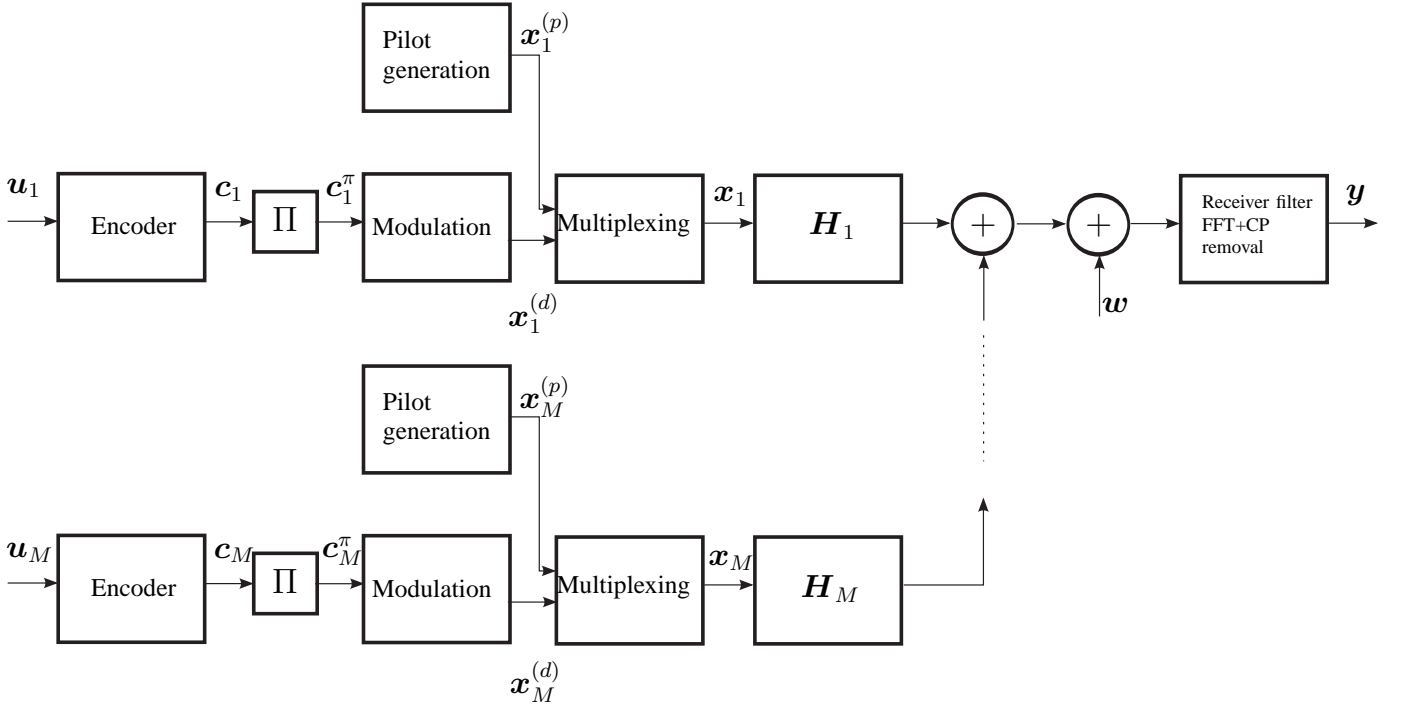 Pilot
generation
x_1^{(p)}
u_1
Encoder
c_1
Π
c_1^π
Modulation
x_1^{(d)}
Multiplexing
x_1
H_1
+
+
w
Receiver filter
FFT+CP
removal
y
Pilot
generation
x_M^{(p)}
u_M
Encoder
c_M
Π
c_M^π
Modulation
x_M^{(d)}
Multiplexing
x_M
H_M